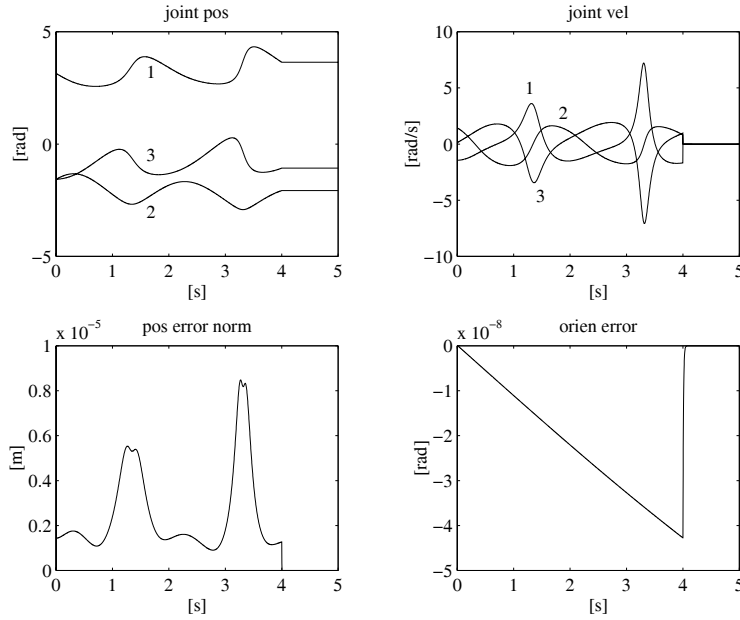 joint pos
5
0
−5
[rad]
1
3
2
0 1 2 3 4 5
[s]
joint vel
10
5
0
−5
−10
[rad/s]
1
2
3
0 1 2 3 4 5
[s]
x 10−5
pos error norm
1
0.8
0.6
0.4
0.2
0
[m]
0 1 2 3 4 5
[s]
x 10−8
orien error
0
−1
−2
−3
−4
−5
[rad]
0 1 2 3 4 5
[s]